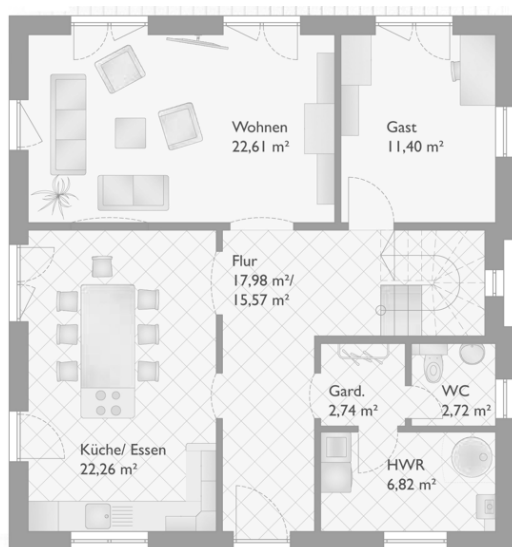 Wohnen
22,61 m²
Gast
11,40 m²
Flur
17,98 m²/
15,57 m²
Gard.
2,74 m²
WC
2,72 m²
Küche/ Essen
22,26 m²
HWR
6,82 m²